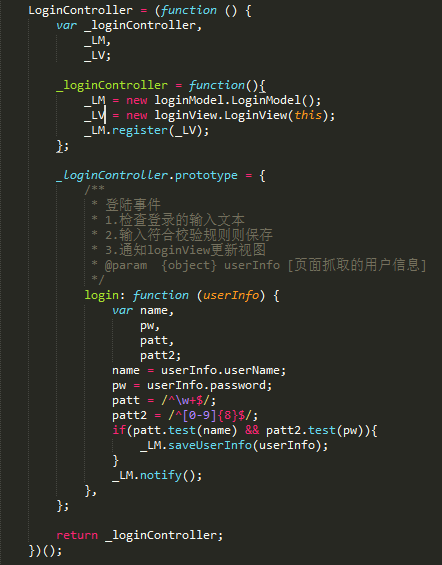 LoginController = (function () {
    var _loginController,
        _LM,
        _LV;

    _loginController = function(){
        _LM = new loginModel.LoginModel();
        _LV = new loginView.LoginView(this);
        _LM.register(_LV);
    };

    _loginController.prototype = {
        /**
         * 登陆事件
         * 1.检查登录的输入文本
         * 2.输入符合校验规则则保存
         * 3.通知loginView更新视图
         * @param  {object} userInfo [页面抓取的用户信息]
         */
        login: function (userInfo) {
            var name,
                pw,
                patt,
                patt2;
            name = userInfo.userName;
            pw = userInfo.password;
            patt = /^\w+$/;
            patt2 = /^[0-9]{8}$/;
            if(patt.test(name) && patt2.test(pw)){
                _LM.saveUserInfo(userInfo);
            }
            _LM.notify();
        },
    };

    return _loginController;
})();